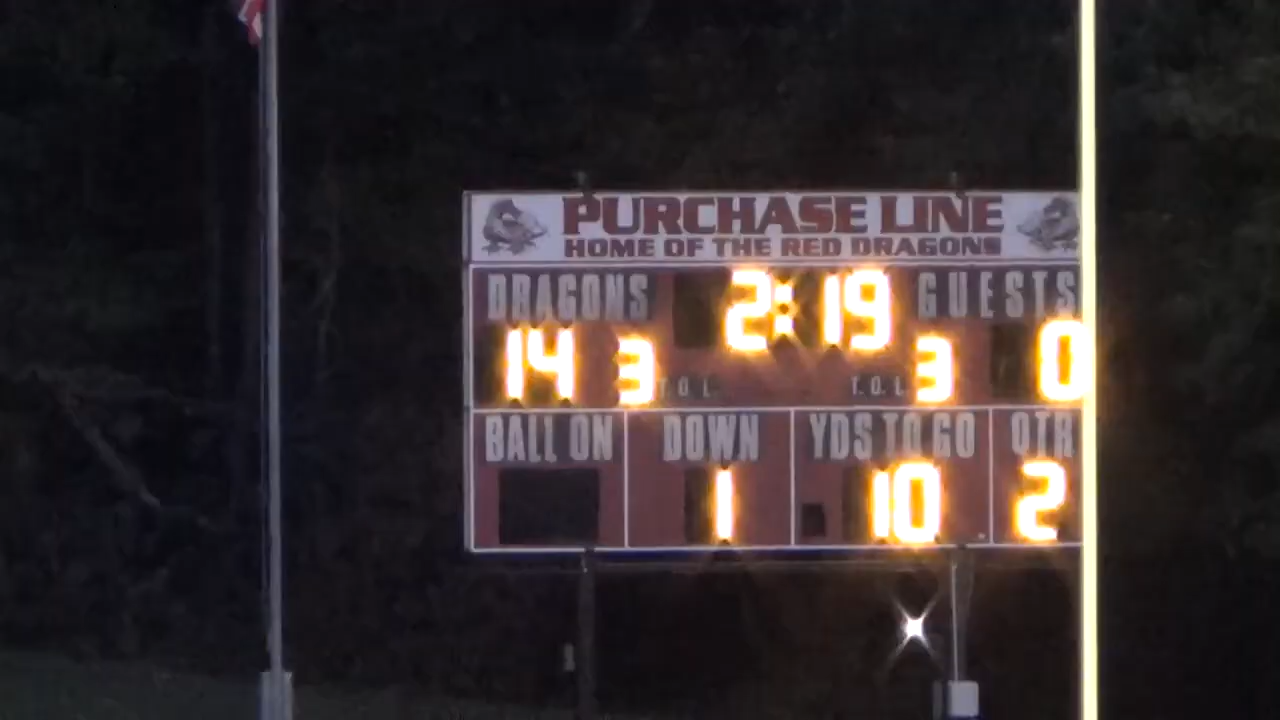 PURCHASE LINE
HOME OF THE RED DRAGONS
DRAGONS 2:19 GUESTS
14 3 T.O.L. T.O.L. 3 0
BALL ON DOWN YDS TO GO QTR
1 10 2